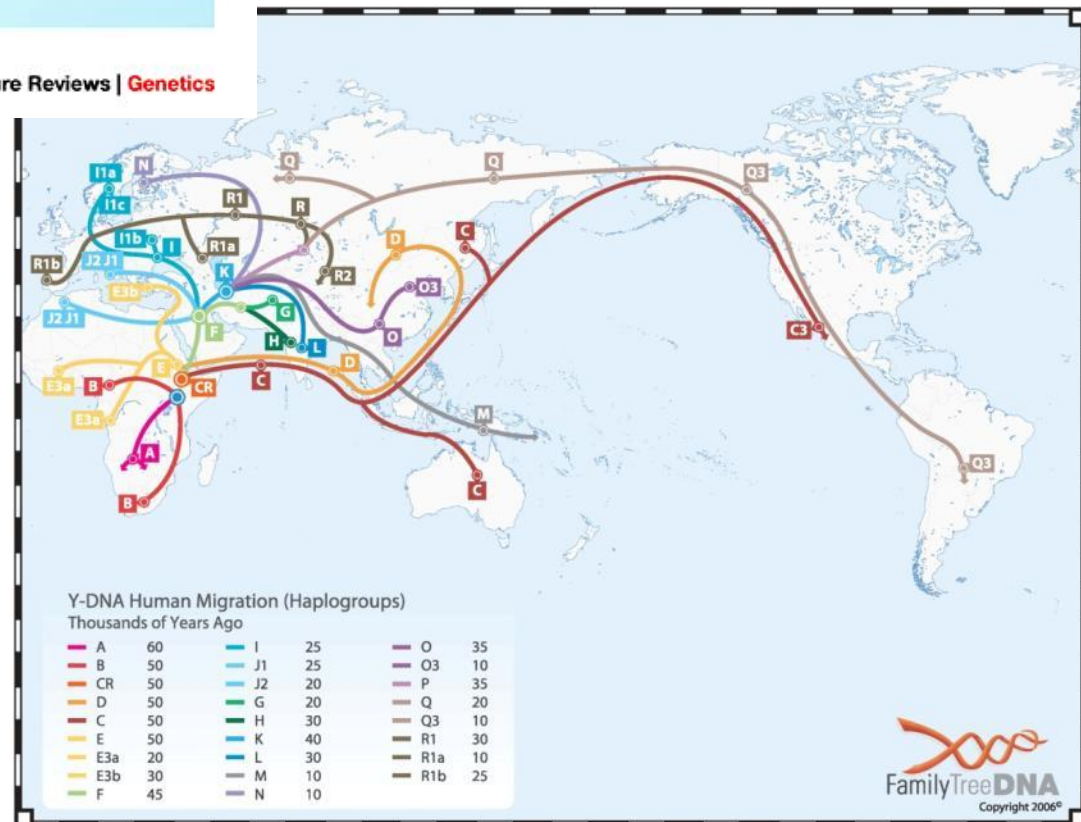 re Reviews | Genetics
I1a
N
Q
Q
Q3
I1c
R1
R
C
D
I1b
I
R1a
J2 J1
K
R2
R1b
E3b
O3
G
J2 J1
F
O
C3
H
L
E
D
E3a
B
CR
C
E3a
M
A
Q3
C
B
Y-DNA Human Migration (Haplogroups)
Thousands of Years Ago
A 60
B 50
CR 50
D 50
C 50
E 50
E3a 20
E3b 30
F 45
I 25
J1 25
J2 20
G 20
H 30
K 40
L 30
M 10
N 10
O 35
O3 10
P 35
Q 20
Q3 10
R1 30
R1a 10
R1b 25
FamilyTreeDNA
Copyright 2006©